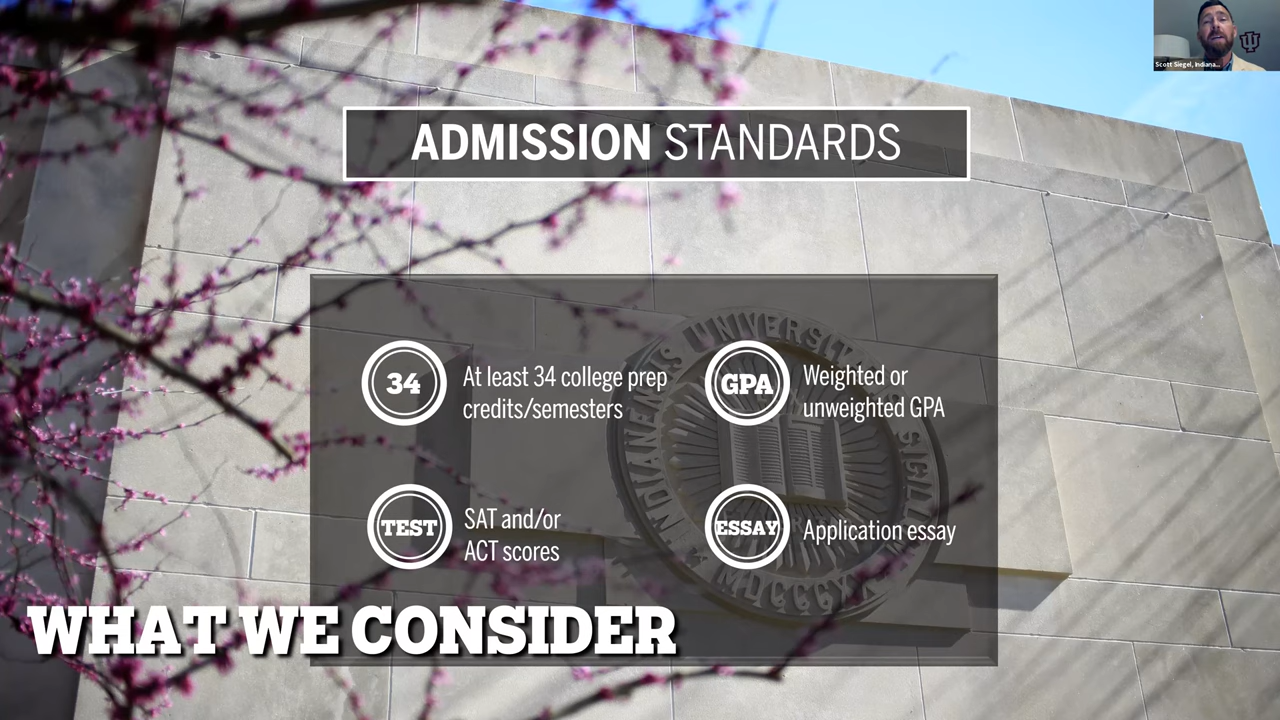 Scott Siegel, Indiana...
ADMISSION STANDARDS
34
At least 34 college prep
credits/semesters
GPA
Weighted or
unweighted GPA
TEST
SAT and/or
ACT scores
ESSAY
Application essay
WHAT WE CONSIDER